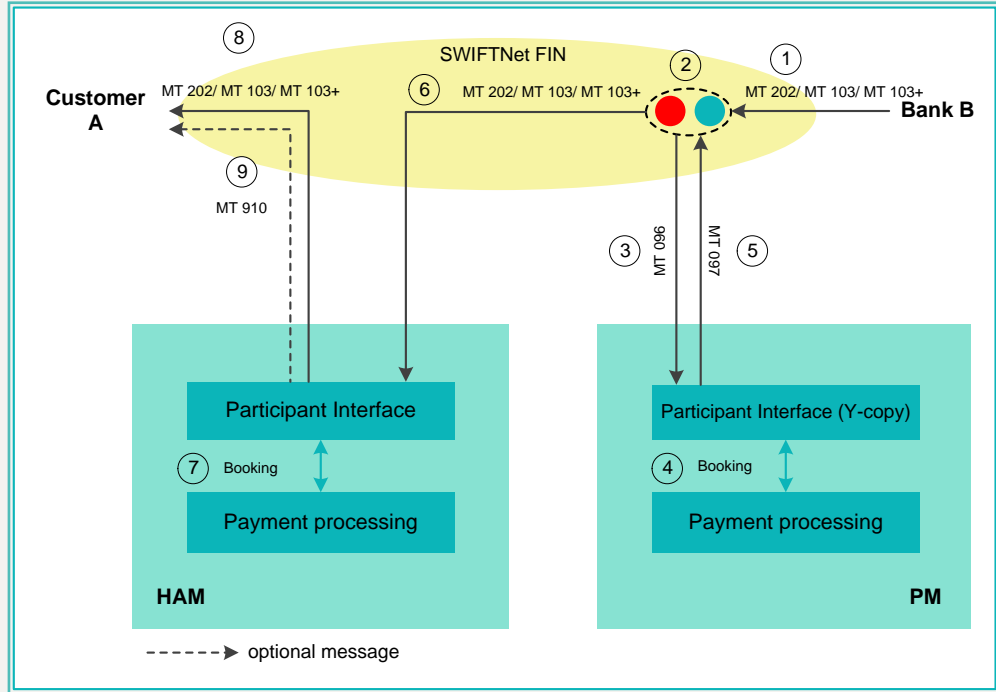 SWIFTNet FIN
8
1
2
6
MT 202/ MT 103/ MT 103+
MT 202/ MT 103/ MT 103+
MT 202/ MT 103/ MT 103+
Customer
A
Bank B
9
MT 910
3
MT 096
MT 097
5
Participant Interface
Participant Interface (Y-copy)
7
Booking
4
Booking
Payment processing
Payment processing
HAM
PM
optional message